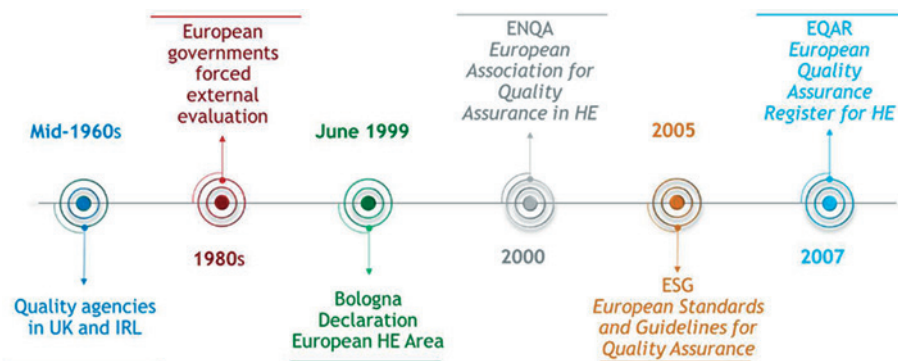 Mid-1960s
Quality agencies
in UK and IRL
European
governments
forced
external
evaluation
1980s
June 1999
Bologna
Declaration
European HE Area
ENQA
European
Association for
Quality
Assurance in HE
2000
2005
ESG
European Standards
and Guidelines for
Quality Assurance
EQAR
European
Quality
Assurance
Register for HE
2007